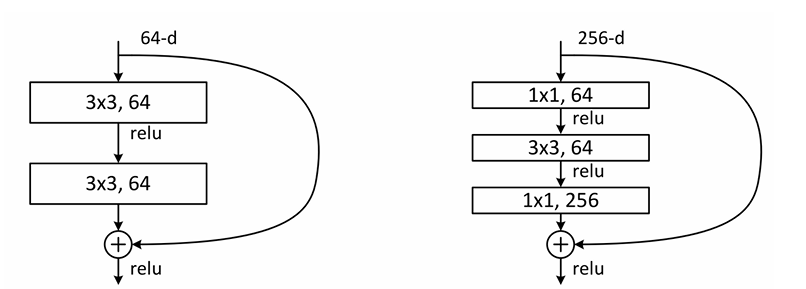 64-d
3x3, 64
relu
3x3, 64
relu
256-d
1x1, 64
relu
3x3, 64
relu
1x1, 256
relu